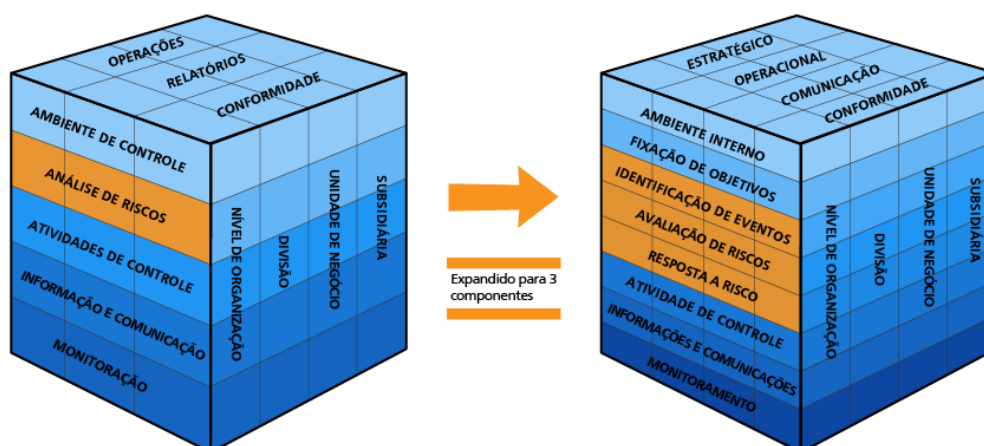 OPERAÇÕES
RELATÓRIOS
CONFORMIDADE
AMBIENTE DE CONTROLE
ANÁLISE DE RISCOS
ATIVIDADES DE CONTROLE
INFORMAÇÃO E COMUNICAÇÃO
MONITORAÇÃO
NÍVEL DE ORGANIZAÇÃO
DIVISÃO
UNIDADE DE NEGÓCIO
SUBSIDIÁRIA
Expandido para 3
componentes
ESTRATÉGICO
OPERACIONAL
COMUNICAÇÃO
CONFORMIDADE
AMBIENTE INTERNO
FIXAÇÃO DE OBJETIVOS
IDENTIFICAÇÃO DE EVENTOS
AVALIAÇÃO DE RISCOS
RESPOSTA A RISCO
ATIVIDADE DE CONTROLE
INFORMAÇÕES E COMUNICAÇÕES
MONITORAMENTO
NÍVEL DE ORGANIZAÇÃO
DIVISÃO
UNIDADE DE NEGÓCIO
SUBSIDIÁRIA